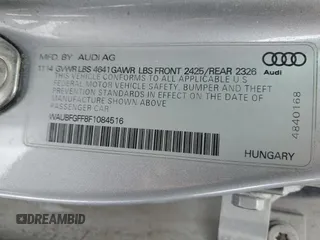 MFD. BY AUDI AG
11/14 GVWR LBS 4641 GAWR LBS FRONT 2425/REAR 2326
Audi
THIS VEHICLE CONFORMS TO ALL APPLICABLE U.S.
FEDERAL MOTOR VEHICLE SAFETY, BUMPER AND THEFT
PREVENTION STANDARDS IN EFFECT ON THE
DATE OF MANUFACTURE SHOWN ABOVE.
PASSENGER CAR
WAUBFGFF8F1084516
4840168
HUNGARY
DREAMBID